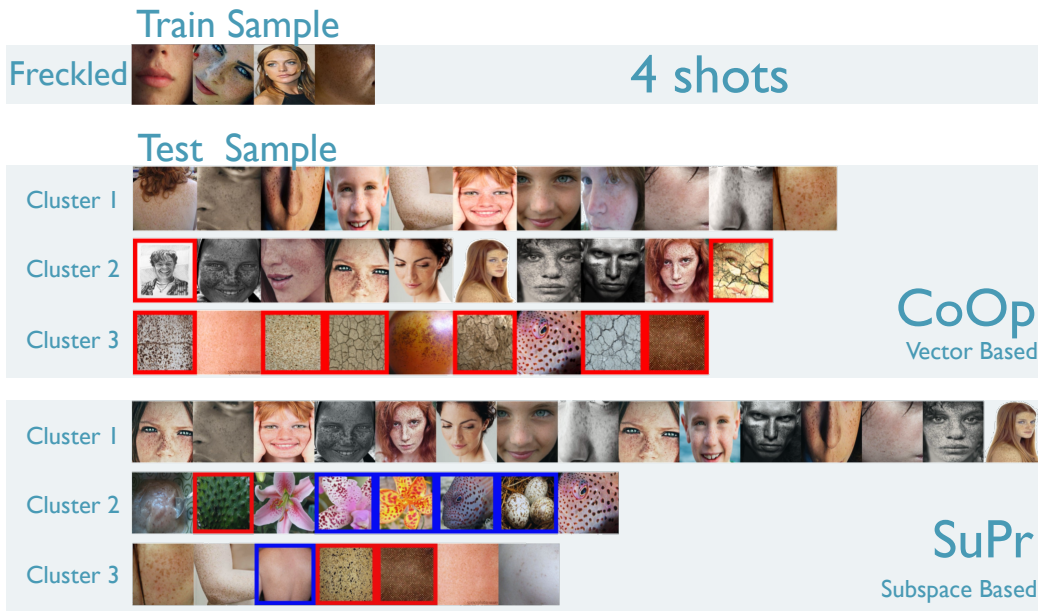 Train Sample
Freckled
4 shots
Test Sample
Cluster 1
Cluster 2
Cluster 3
CoOp
Vector Based
Cluster 1
Cluster 2
Cluster 3
SuPr
Subspace Based